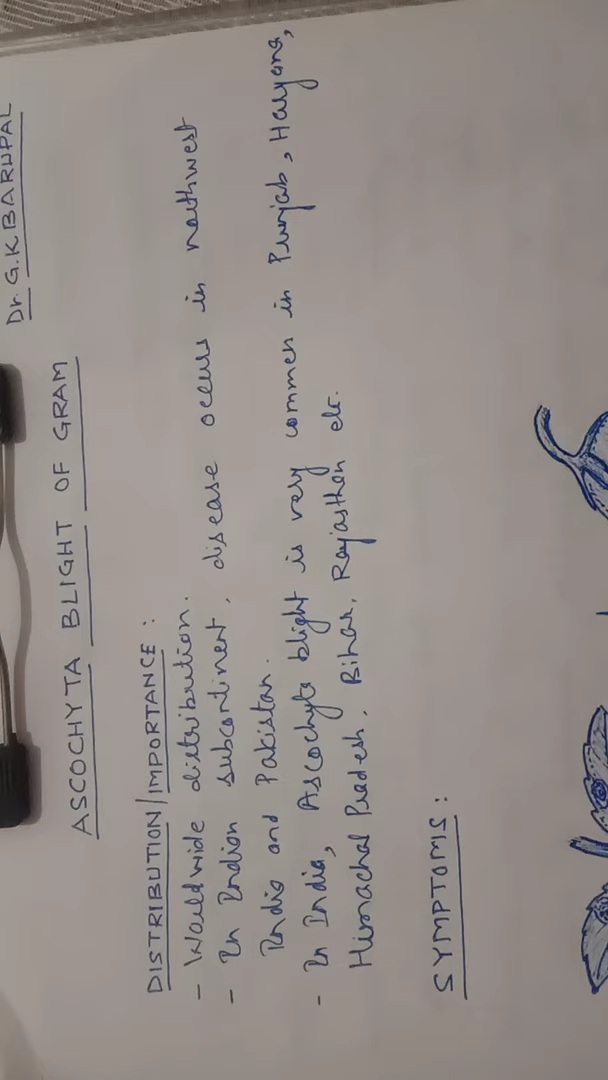 Dr. G.K BARUPAL
ASCOCHYTA BLIGHT OF GRAM
DISTRIBUTION/IMPORTANCE :
- Worldwide distribution.
- In Indian subcontinent, disease occurs in northwest
India and Pakistan.
- In India, Ascochyta blight is very common in Punjab, Haryana,
Himachal Pradesh, Bihar, Rajasthan etc.
SYMPTOMS :